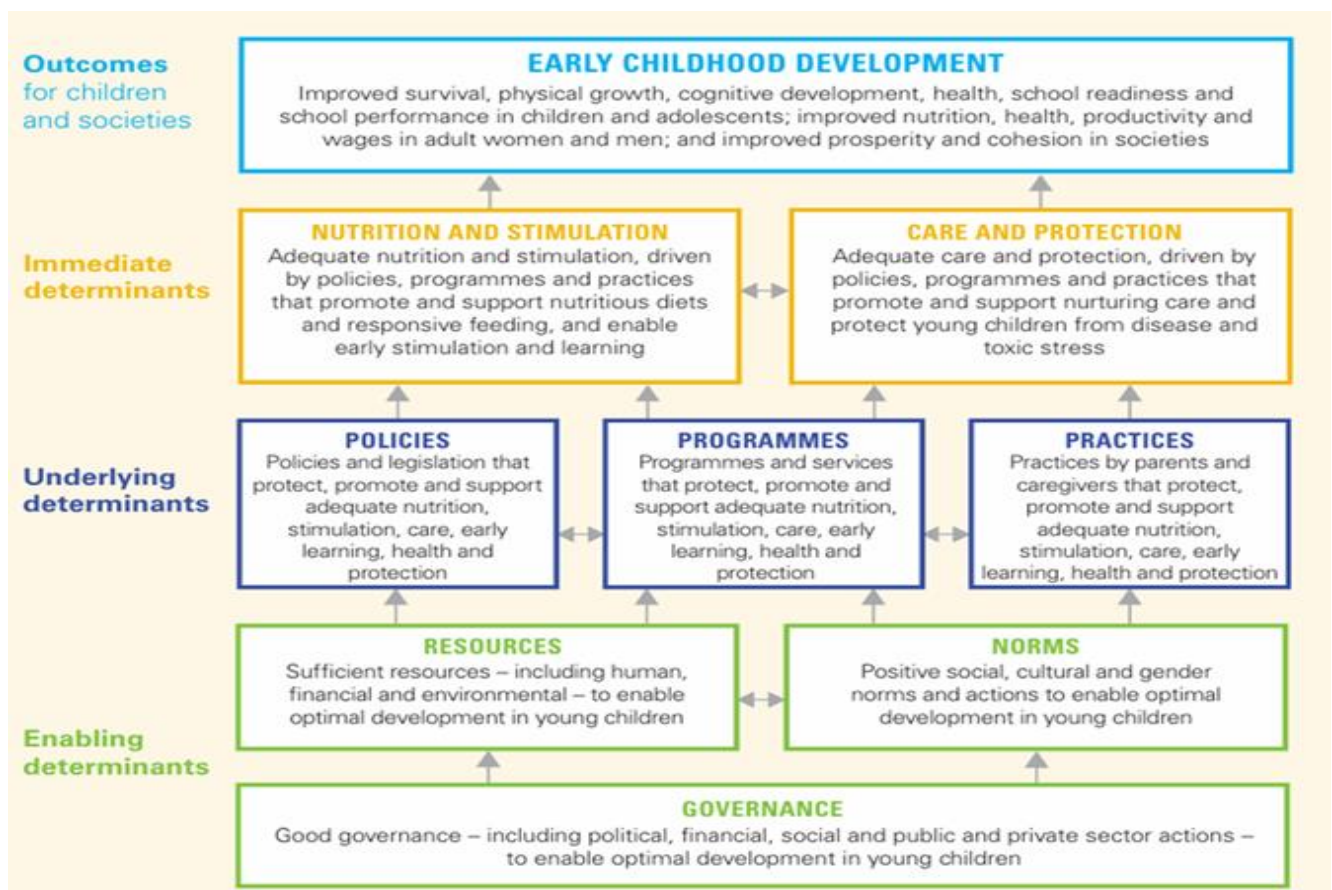 Outcomes
for children
and societies
EARLY CHILDHOOD DEVELOPMENT
Improved survival, physical growth, cognitive development, health, school readiness and
school performance in children and adolescents; improved nutrition, health, productivity and
wages in adult women and men; and improved prosperity and cohesion in societies
Immediate
determinants
NUTRITION AND STIMULATION
Adequate nutrition and stimulation, driven
by policies, programmes and practices
that promote and support nutritious diets
and responsive feeding, and enable
early stimulation and learning
CARE AND PROTECTION
Adequate care and protection, driven by
policies, programmes and practices that
promote and support nurturing care and
protect young children from disease and
toxic stress
Underlying
determinants
POLICIES
Policies and legislation that
protect, promote and support
adequate nutrition,
stimulation, care, early
learning, health and
protection
PROGRAMMES
Programmes and services
that protect, promote and
support adequate nutrition,
stimulation, care, early
learning, health and
protection
PRACTICES
Practices by parents and
caregivers that protect,
promote and support
adequate nutrition,
stimulation, care, early
learning, health and protection
Enabling
determinants
RESOURCES
Sufficient resources – including human,
financial and environmental – to enable
optimal development in young children
NORMS
Positive social, cultural and gender
norms and actions to enable optimal
development in young children
GOVERNANCE
Good governance – including political, financial, social and public and private sector actions –
to enable optimal development in young children